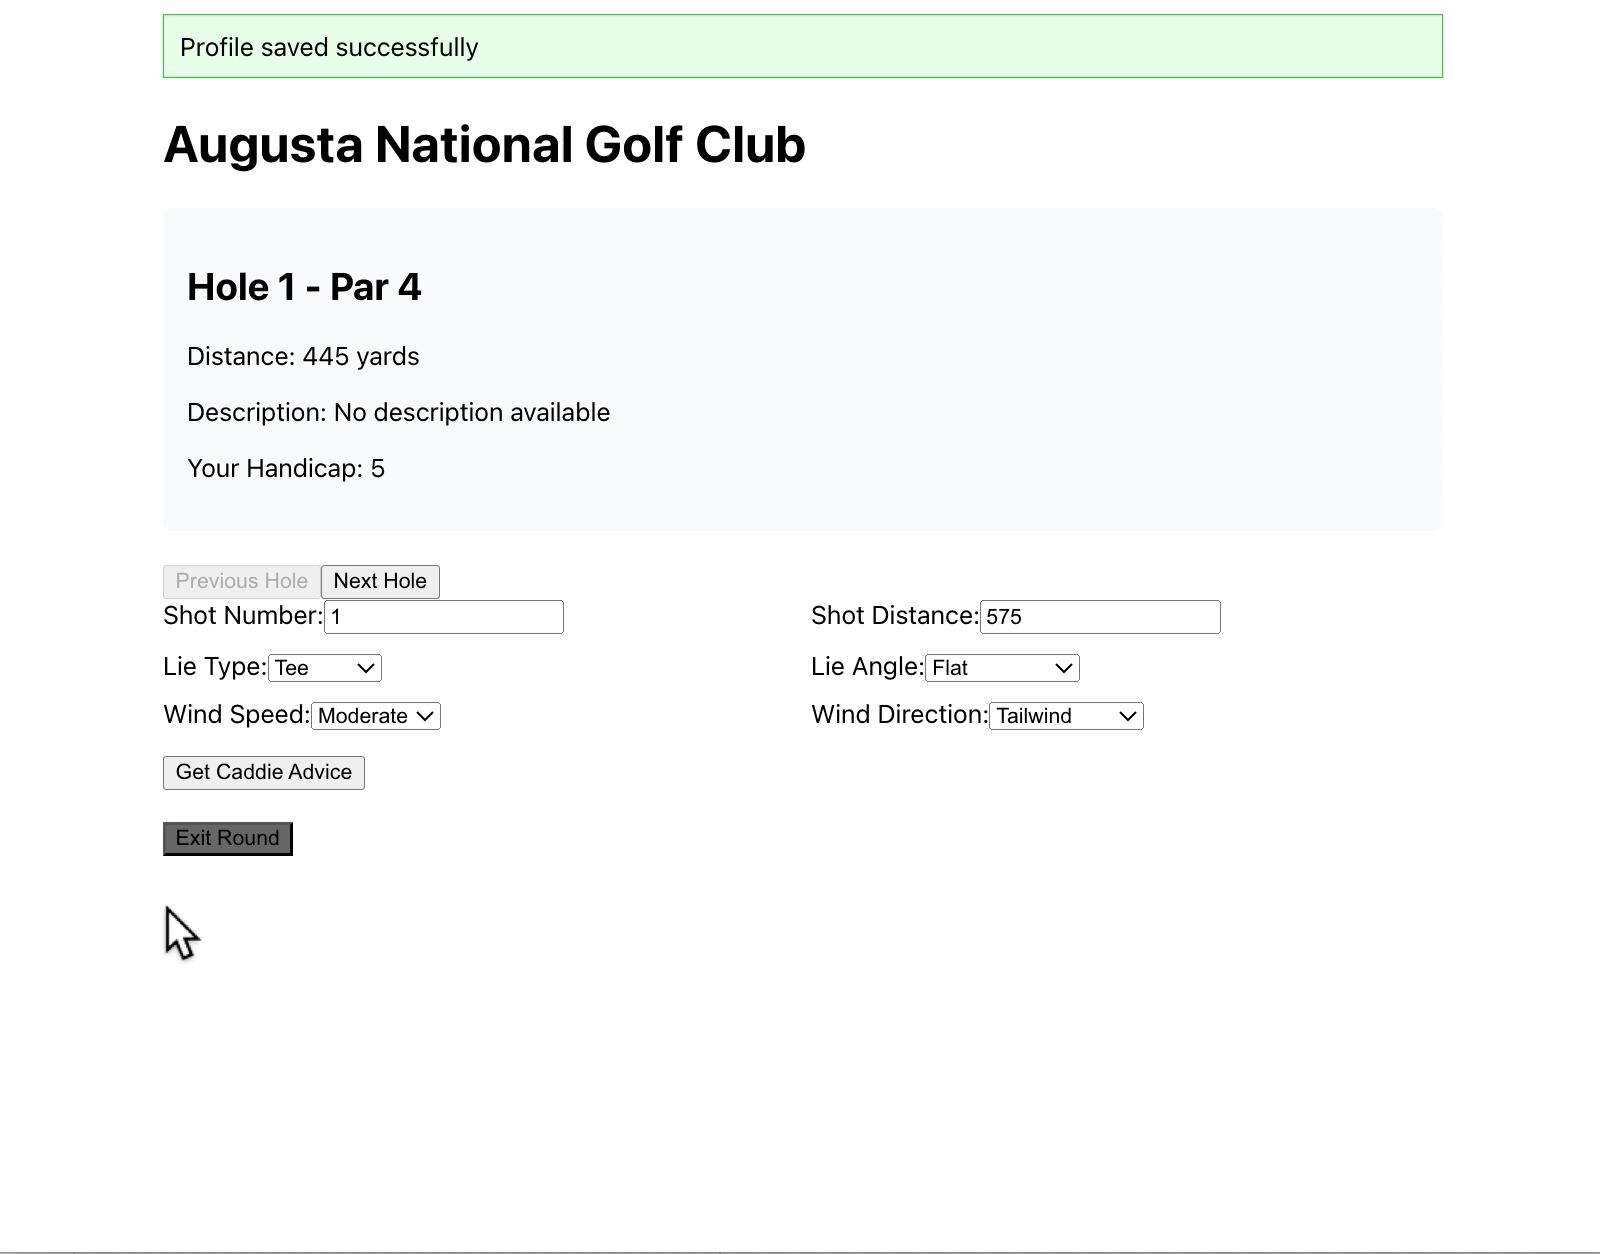 Profile saved successfully
Augusta National Golf Club
Hole 1 - Par 4
Distance: 445 yards
Description: No description available
Your Handicap: 5
Previous Hole Next Hole
Shot Number: 1 Shot Distance: 575
Lie Type: Tee Lie Angle: Flat
Wind Speed: Moderate Wind Direction: Tailwind
Get Caddie Advice
Exit Round